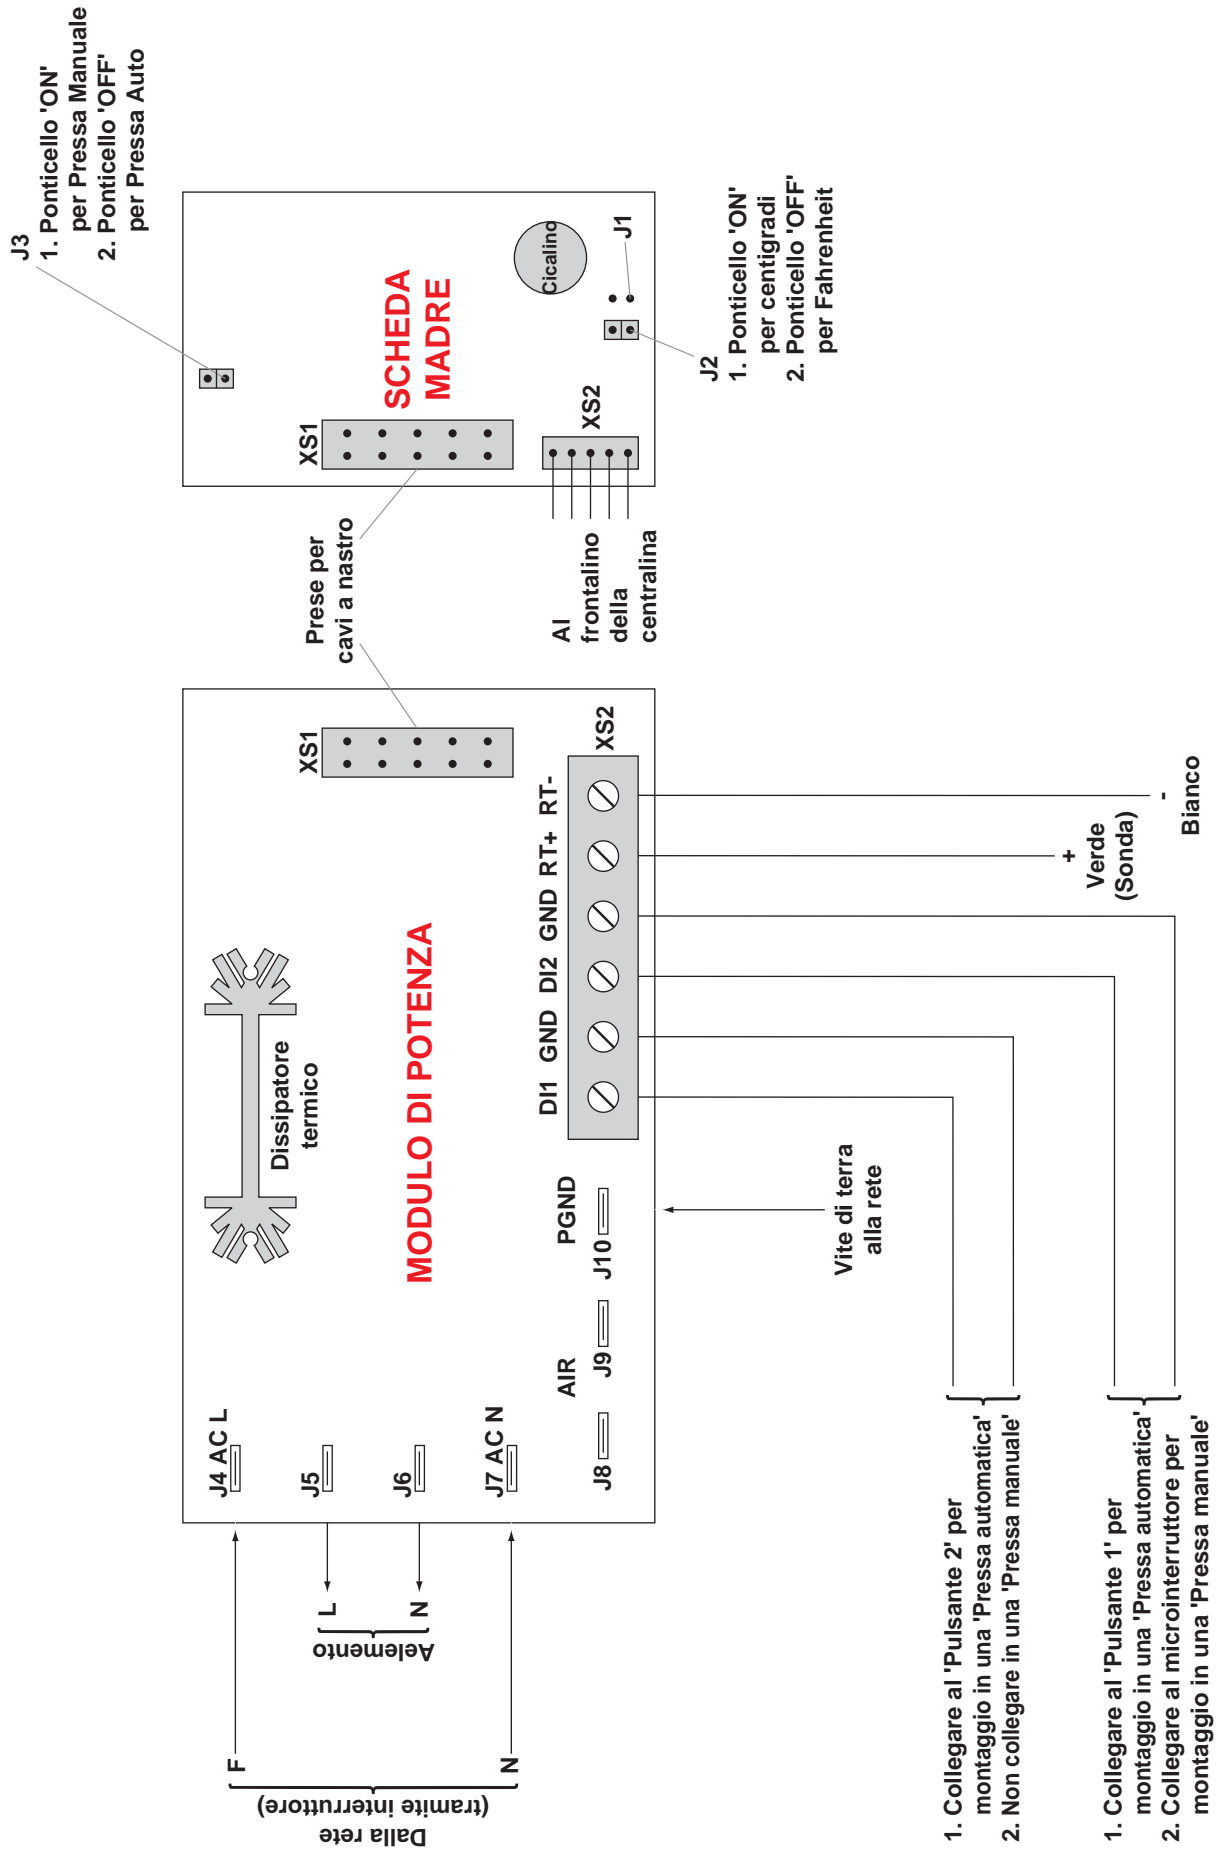 J3
1. Ponticello 'ON'
per Pressa Manuale
2. Ponticello 'OFF'
per Pressa Auto
SCHEDA
MADRE
Cicalino
J1
XS1
XS2
J2
1. Ponticello 'ON'
per centigradi
2. Ponticello 'OFF'
per Fahrenheit
Prese per
cavi a nastro
Al
frontalino
della
centralina
XS1
XS2
Dissipatore
termico
MODULO DI POTENZA
DI1
GND
DI2
GND
RT+
RT-
J4 AC L
J5
J6
J7 AC N
J8
AIR
J9
J10
PGND
Dalla rete
(tramite interruttore)
F
N
Aelemento
L
N
Vite di terra
alla rete
+
Verde
(Sonda)
-
Bianco
1. Collegare al 'Pulsante 2' per
montaggio in una 'Pressa automatica'
2. Non collegare in una 'Pressa manuale'
1. Collegare al 'Pulsante 1' per
montaggio in una 'Pressa automatica'
2. Collegare al microinterruttore per
montaggio in una 'Pressa manuale'